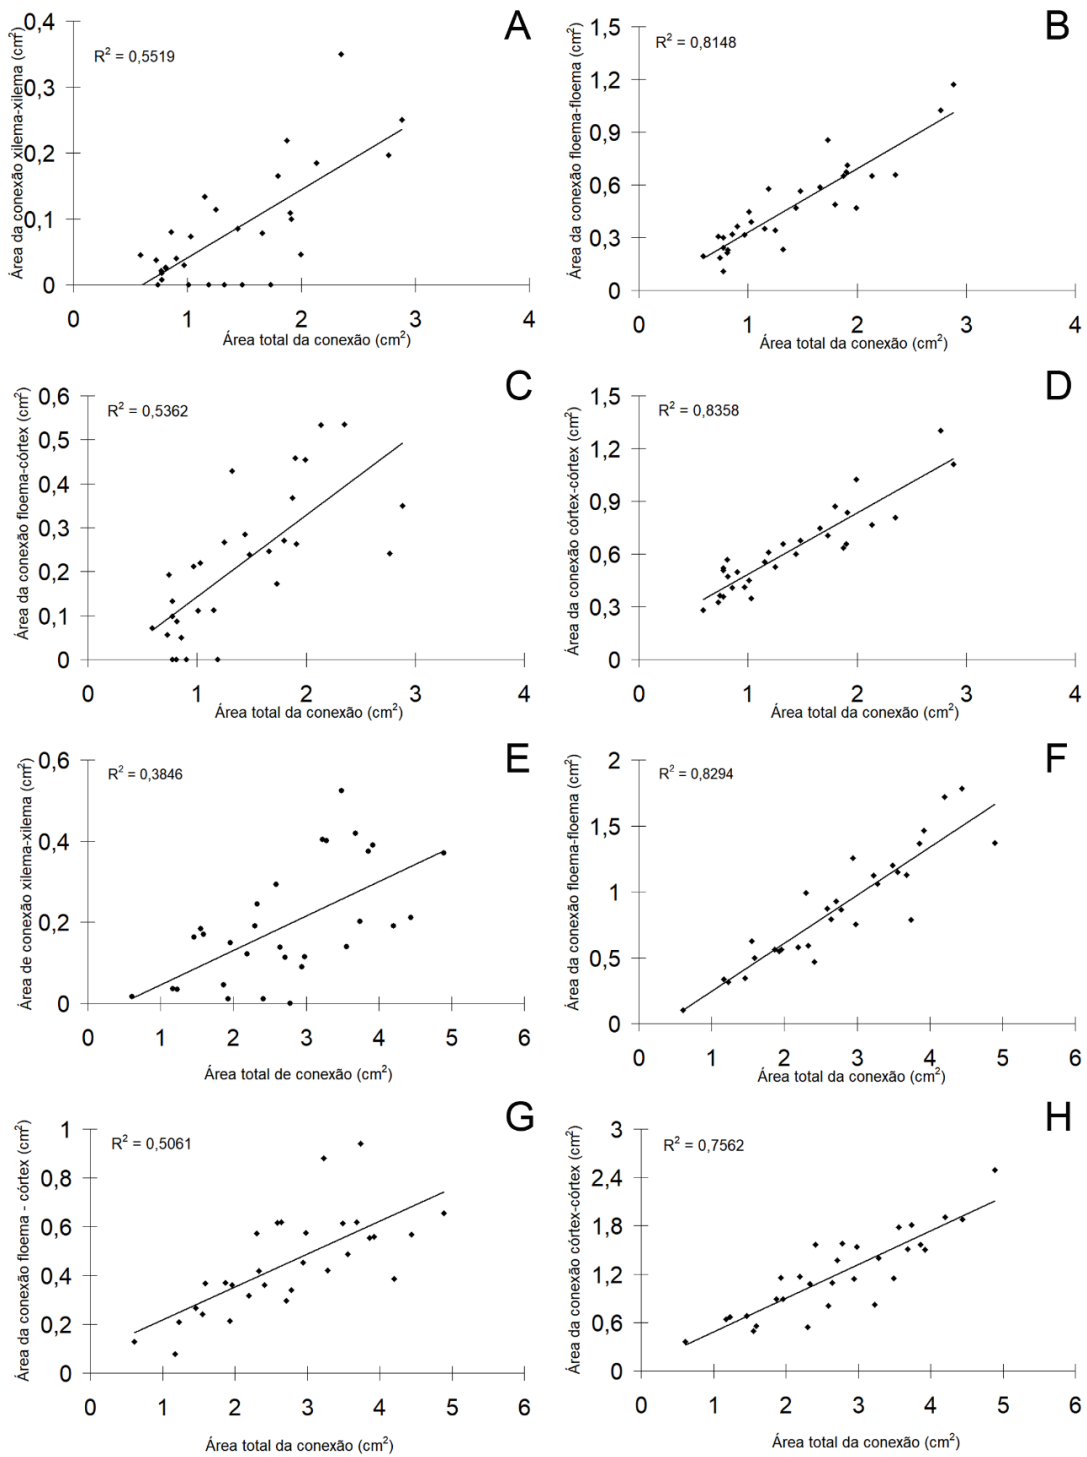 A
R² = 0,5519
Área da conexão xilema-xilema (cm²)
0,4
0,3
0,2
0,1
0
0 1 2 3 4
Área total da conexão (cm²)
B
R² = 0,8148
Área da conexão floema-floema (cm²)
1,5
1,2
0,9
0,6
0,3
0
0 1 2 3 4
Área total da conexão (cm²)
C
R² = 0,5362
Área da conexão floema-córtex (cm²)
0,6
0,5
0,4
0,3
0,2
0,1
0
0 1 2 3 4
Área total da conexão (cm²)
D
R² = 0,8358
Área da conexão córtex-córtex (cm²)
1,5
1,2
0,9
0,6
0,3
0
0 1 2 3 4
Área total da conexão (cm²)
E
R² = 0,3846
Área de conexão xilema-xilema (cm²)
0,6
0,4
0,2
0
0 1 2 3 4 5 6
Área total de conexão (cm²)
F
R² = 0,8294
Área da conexão floema-floema (cm²)
2
1,5
1
0,5
0
0 1 2 3 4 5 6
Área total da conexão (cm²)
G
R² = 0,5061
Área da conexão floema - córtex (cm²)
1
0,8
0,6
0,4
0,2
0
0 1 2 3 4 5 6
Área total da conexão (cm²)
H
R² = 0,7562
Área da conexão córtex-córtex (cm²)
3
2,4
1,8
1,2
0,6
0
0 1 2 3 4 5 6
Área total da conexão (cm²)